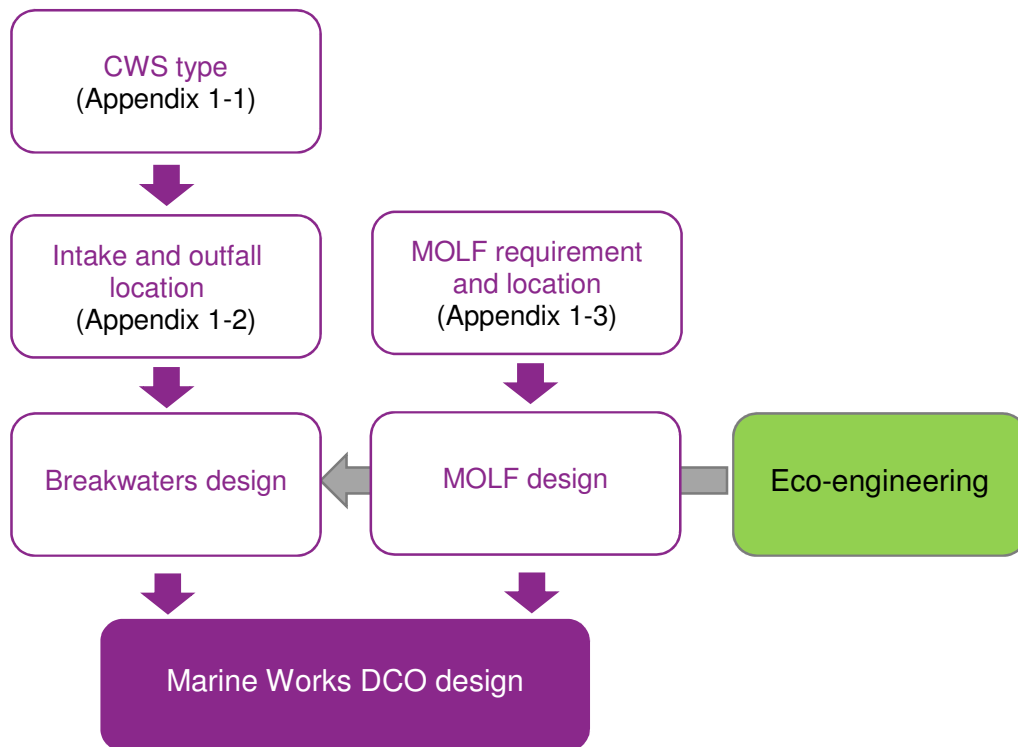 CWS type
(Appendix 1-1)
Intake and outfall
location
(Appendix 1-2)
MOLF requirement
and location
(Appendix 1-3)
Breakwaters design
MOLF design
Eco-engineering
Marine Works DCO design